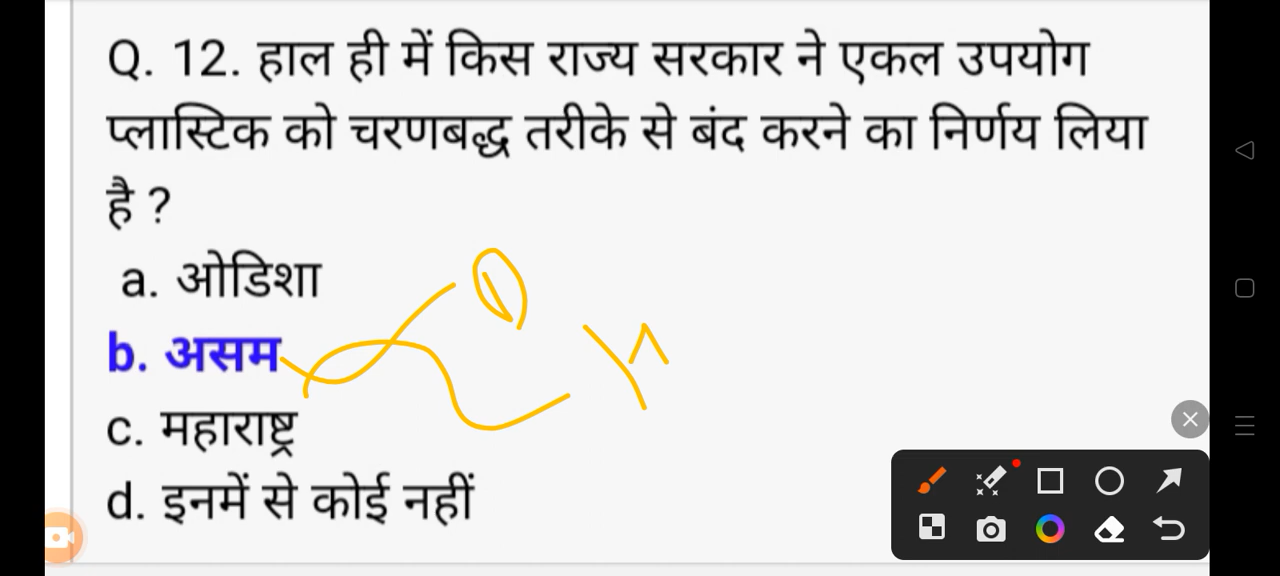 Q. 12. हाल ही में किस राज्य सरकार ने एकल उपयोग
प्लास्टिक को चरणबद्ध तरीके से बंद करने का निर्णय लिया
है ?
a. ओडिशा
b. असम
c. महाराष्ट्र
d. इनमें से कोई नहीं